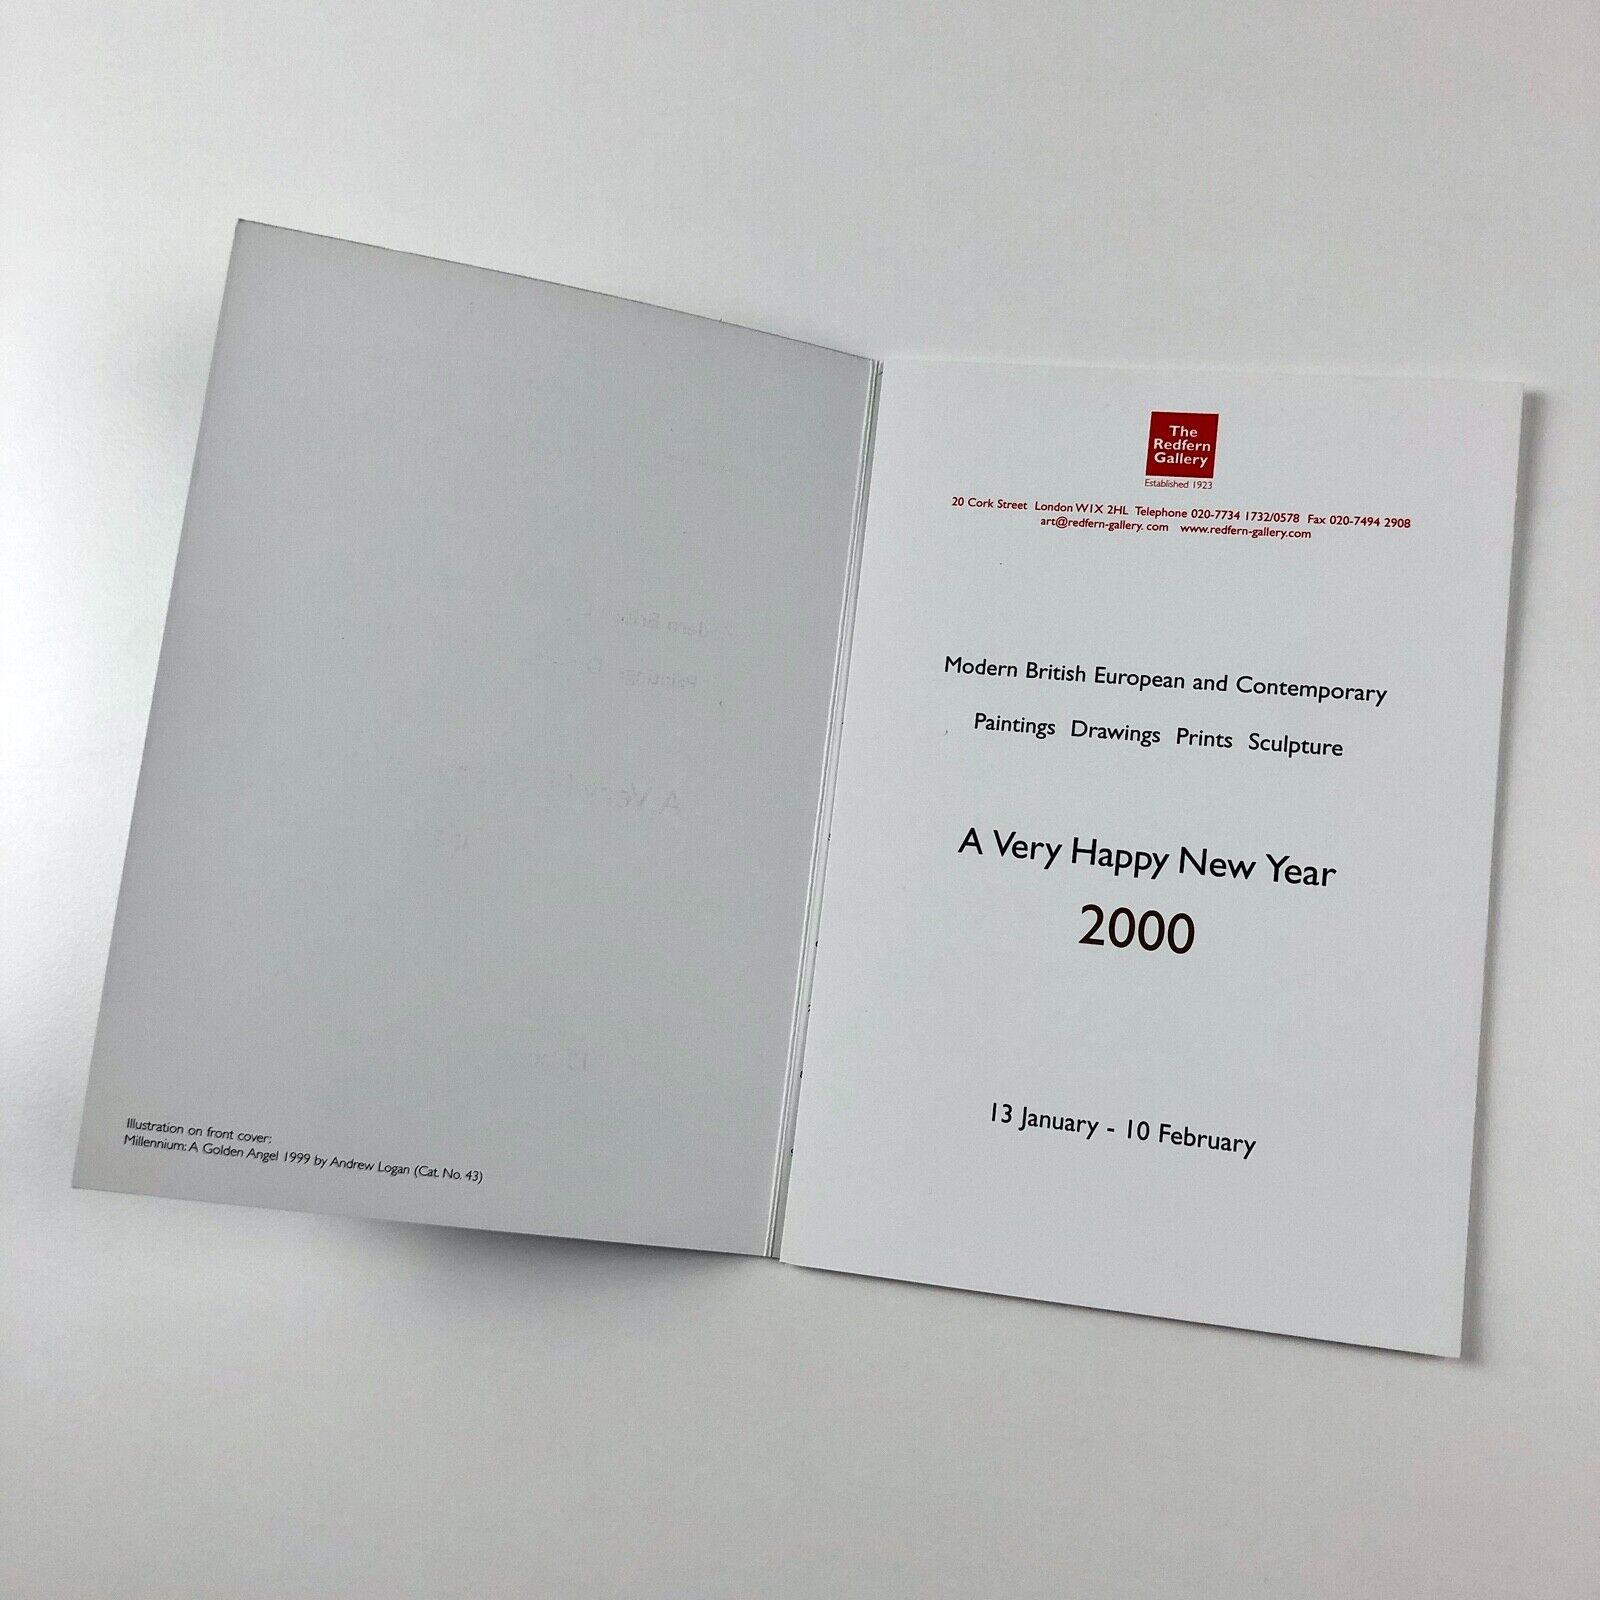 Illustration on front cover:
Millennium: A Golden Angel 1999 by Andrew Logan (Cat. No. 43)
The
Redfern
Gallery
Established 1923
20 Cork Street London W1X 2HL Telephone 020-7734 1732/0578 Fax 020-7494 2908
art@redfern-gallery. com www.redfern-gallery.com
Modern British European and Contemporary
Paintings Drawings Prints Sculpture
A Very Happy New Year
2000
13 January - 10 February